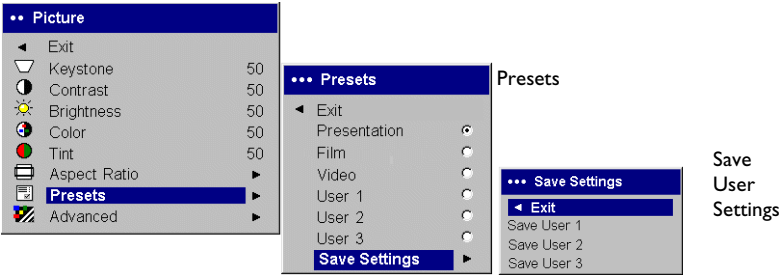 Picture
Exit
Keystone 50
Contrast 50
Brightness 50
Color 50
Tint 50
Aspect Ratio
Presets
Advanced
Presets
Exit
Presentation
Film
Video
User 1
User 2
User 3
Save Settings
Presets
Save Settings
Exit
Save User 1
Save User 2
Save User 3
Save
User
Settings